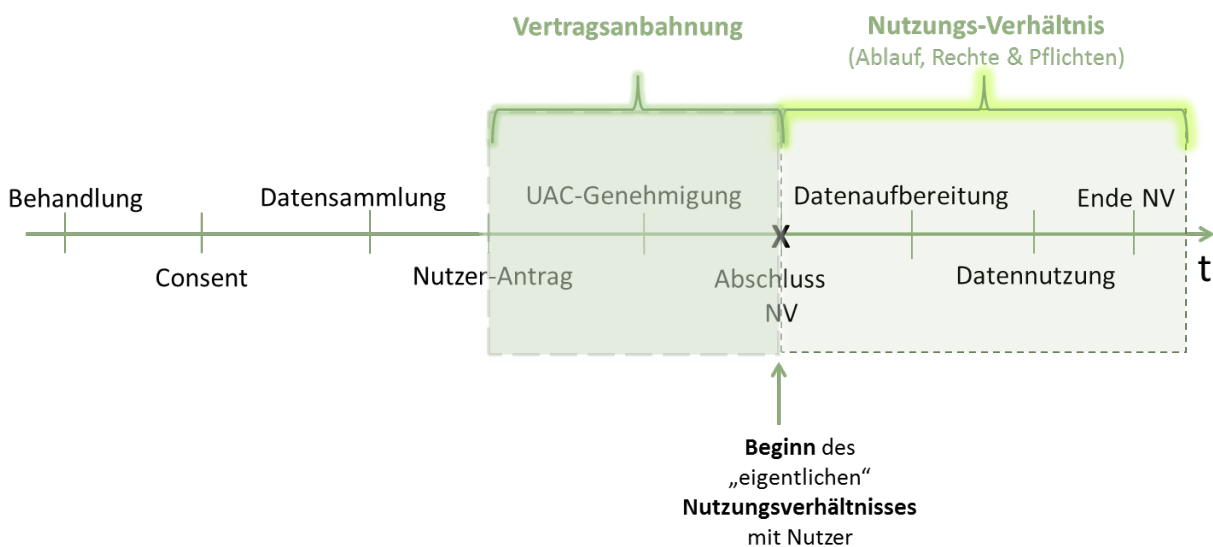 Vertragsanbahnung
Nutzungs-Verhältnis
(Ablauf, Rechte & Pflichten)
Behandlung
Datensammlung
UAC-Genehmigung
Datenaufbereitung
Ende NV
X
Consent
Nutzer-Antrag
Abschluss
NV
Datennutzung
t
Beginn des
„eigentlichen“
Nutzungsverhältnisses
mit Nutzer